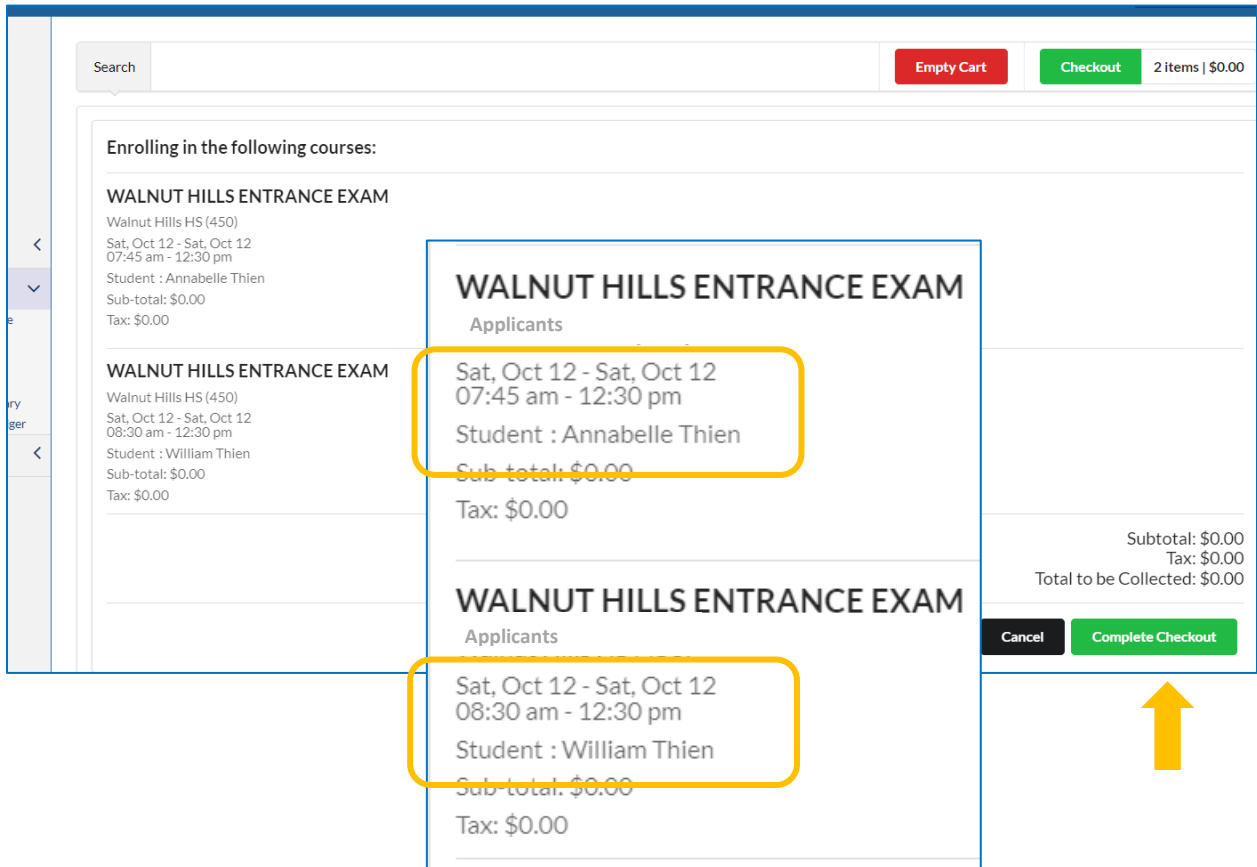 Search
Empty Cart
Checkout
2 items | $0.00
Enrolling in the following courses:
WALNUT HILLS ENTRANCE EXAM
Walnut Hills HS (450)
Sat, Oct 12 - Sat, Oct 12
07:45 am - 12:30 pm
Student : Annabelle Thien
Sub-total: $0.00
Tax: $0.00
WALNUT HILLS ENTRANCE EXAM
Walnut Hills HS (450)
Sat, Oct 12 - Sat, Oct 12
08:30 am - 12:30 pm
Student : William Thien
Sub-total: $0.00
Tax: $0.00
WALNUT HILLS ENTRANCE EXAM
Applicants
Sat, Oct 12 - Sat, Oct 12
07:45 am - 12:30 pm
Student : Annabelle Thien
Sub-total: $0.00
Tax: $0.00
WALNUT HILLS ENTRANCE EXAM
Applicants
Sat, Oct 12 - Sat, Oct 12
08:30 am - 12:30 pm
Student : William Thien
Sub-total: $0.00
Tax: $0.00
Subtotal: $0.00
Tax: $0.00
Total to be Collected: $0.00
Cancel
Complete Checkout